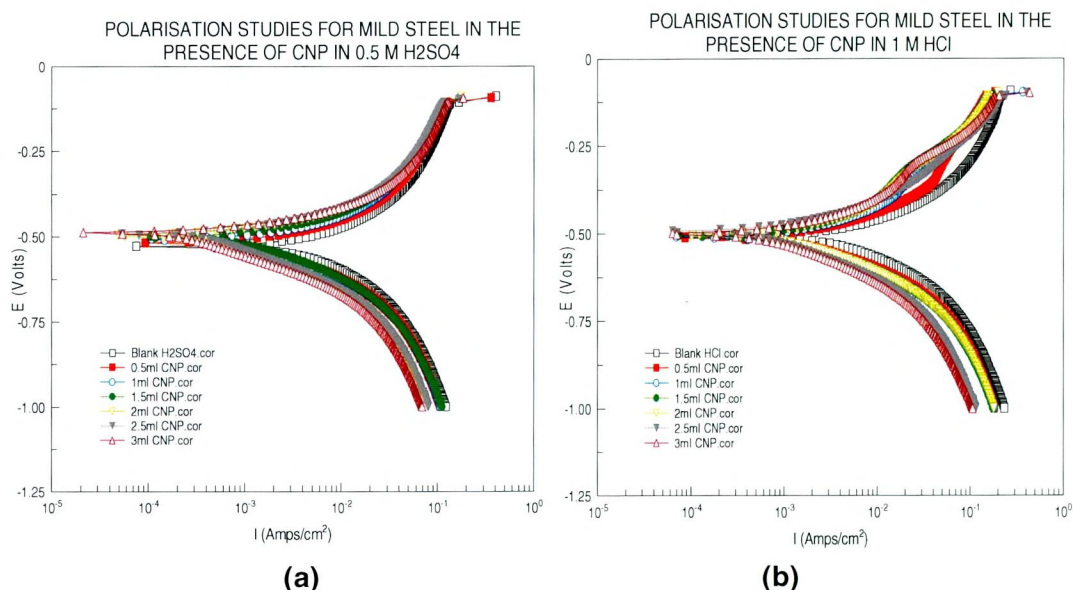 POLARISATION STUDIES FOR MILD STEEL IN THE
PRESENCE OF CNP IN 0.5 M H2SO4
0
-0.25
-0.50
-0.75
-1.00
-1.25
E (Volts)
Blank H2SO4.cor
0.5ml CNP.cor
1ml CNP.cor
1.5ml CNP.cor
2ml CNP.cor
2.5ml CNP.cor
3ml CNP.cor
10-5 10-4 10-3 10-2 10-1 100
I (Amps/cm2)
(a)
POLARISATION STUDIES FOR MILD STEEL IN THE
PRESENCE OF CNP IN 1 M HCl
0
-0.25
-0.50
-0.75
-1.00
-1.25
E (Volts)
Blank HCl.cor
0.5ml CNP.cor
1ml CNP.cor
1.5ml CNP.cor
2ml CNP.cor
2.5ml CNP.cor
3ml CNP.cor
10-5 10-4 10-3 10-2 10-1 100
I (Amps/cm2)
(b)